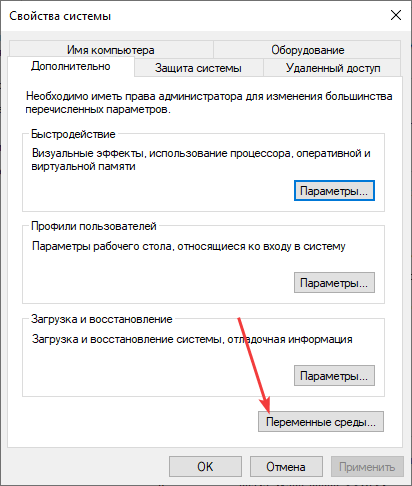 Свойства системы
Имя компьютера
Оборудование
Дополнительно
Защита системы
Удаленный доступ
Необходимо иметь права администратора для изменения большинства
перечисленных параметров.
Быстродействие
Визуальные эффекты, использование процессора, оперативной и
виртуальной памяти
Параметры...
Профили пользователей
Параметры рабочего стола, относящиеся ко входу в систему
Параметры...
Загрузка и восстановление
Загрузка и восстановление системы, отладочная информация
Параметры...
Переменные среды...
ОК
Отмена
Применить